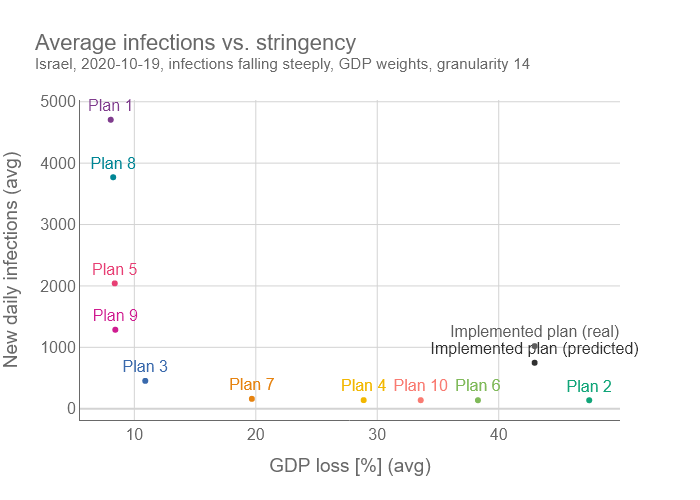 Average infections vs. stringency
Israel, 2020-10-19, infections falling steeply, GDP weights, granularity 14
5000
Plan 1
4000
Plan 8
3000
Plan 5
2000
Plan 9
Implemented plan (real)
1000
Implemented plan (predicted)
Plan 3
Plan 7
Plan 4
Plan 10
Plan 6
Plan 2
0
10
20
30
40
New daily infections (avg)
GDP loss [%] (avg)